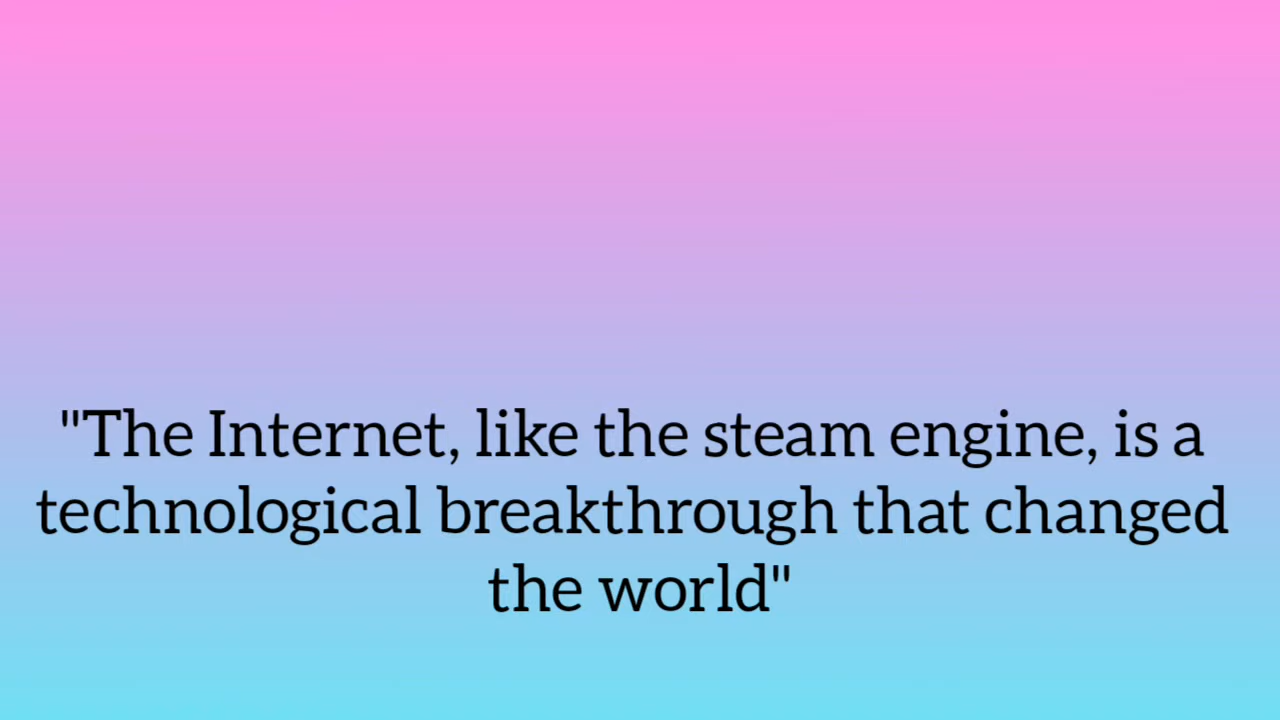 "The Internet, like the steam engine, is a
technological breakthrough that changed
the world"